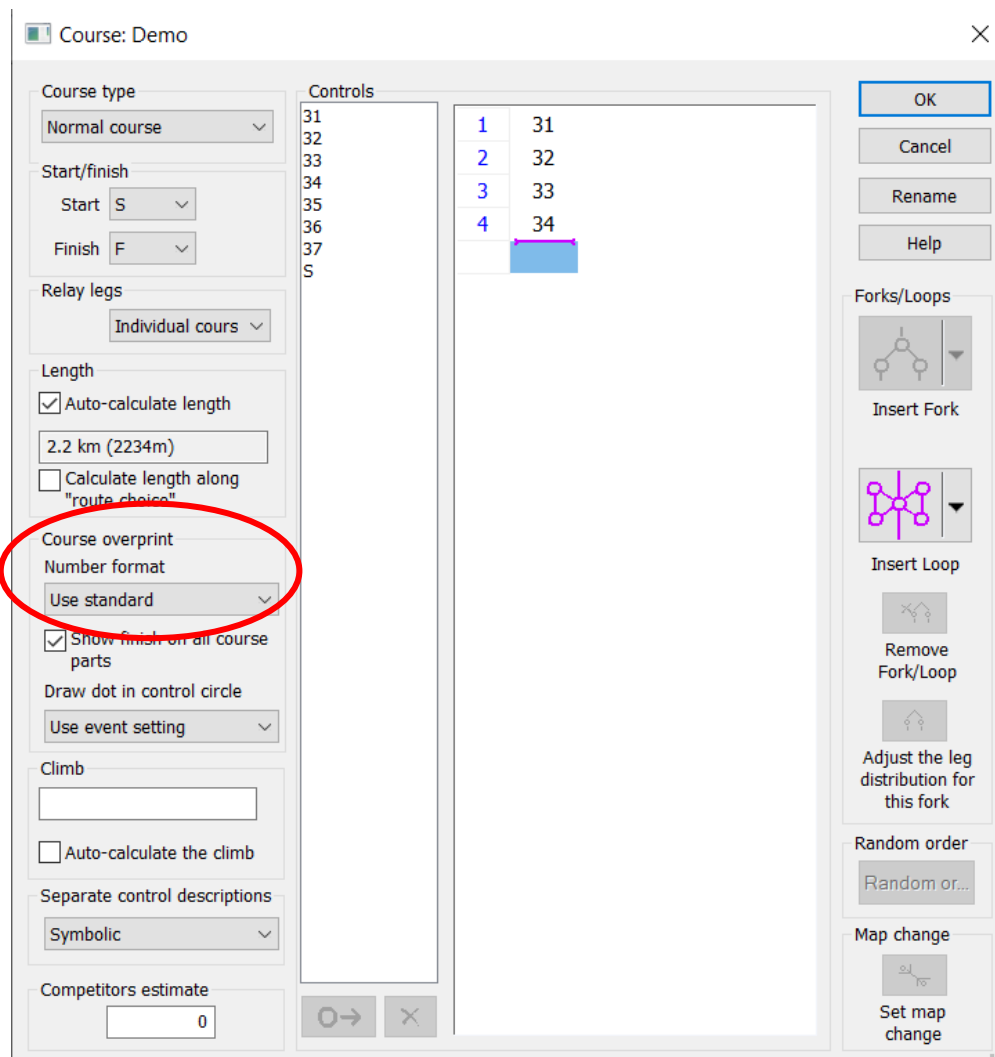 Course: Demo
Course type
Normal course
Start/finish
Start S
Finish F
Relay legs
Individual cours
Length
Auto-calculate length
2.2 km (2234m)
Calculate length along
"route choice"
Course overprint
Number format
Use standard
Show finish on all course
parts
Draw dot in control circle
Use event setting
Climb
Auto-calculate the climb
Separate control descriptions
Symbolic
Competitors estimate
0
Controls
31
32
33
34
35
36
37
S
1 31
2 32
3 33
4 34
OK
Cancel
Rename
Help
Forks/Loops
Insert Fork
Insert Loop
Remove
Fork/Loop
Adjust the leg
distribution for
this fork
Random order
Random or...
Map change
Set map
change